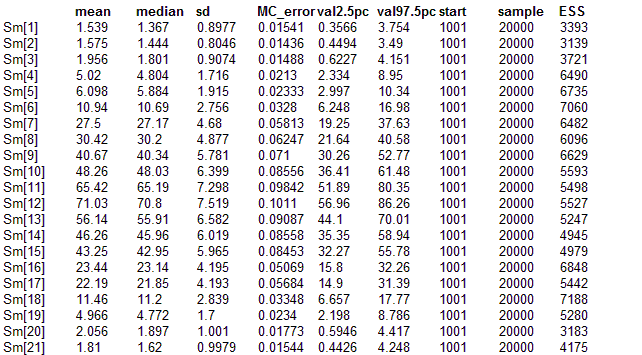 mean median sd MC_error val2.5pc val97.5pc start sample ESS
Sm[1] 1.539 1.367 0.8977 0.01541 0.3566 3.754 1001 20000 3393
Sm[2] 1.575 1.444 0.8046 0.01436 0.4494 3.49 1001 20000 3139
Sm[3] 1.956 1.801 0.9074 0.01488 0.6227 4.151 1001 20000 3721
Sm[4] 5.02 4.804 1.716 0.0213 2.334 8.95 1001 20000 6490
Sm[5] 6.098 5.884 1.915 0.02333 2.997 10.34 1001 20000 6735
Sm[6] 10.94 10.69 2.756 0.0328 6.248 16.98 1001 20000 7060
Sm[7] 27.5 27.17 4.68 0.05813 19.25 37.63 1001 20000 6482
Sm[8] 30.42 30.2 4.877 0.06247 21.64 40.58 1001 20000 6096
Sm[9] 40.67 40.34 5.781 0.071 30.26 52.77 1001 20000 6629
Sm[10] 48.26 48.03 6.399 0.08556 36.41 61.48 1001 20000 5593
Sm[11] 65.42 65.19 7.298 0.09842 51.89 80.35 1001 20000 5498
Sm[12] 71.03 70.8 7.519 0.1011 56.96 86.26 1001 20000 5527
Sm[13] 56.14 55.91 6.582 0.09087 44.1 70.01 1001 20000 5247
Sm[14] 46.26 45.96 6.019 0.08558 35.35 58.94 1001 20000 4945
Sm[15] 43.25 42.95 5.965 0.08453 32.27 55.78 1001 20000 4979
Sm[16] 23.44 23.14 4.195 0.05069 15.8 32.26 1001 20000 6848
Sm[17] 22.19 21.85 4.193 0.05684 14.9 31.39 1001 20000 5442
Sm[18] 11.46 11.2 2.839 0.03348 6.657 17.77 1001 20000 7188
Sm[19] 4.966 4.772 1.7 0.0234 2.198 8.786 1001 20000 5280
Sm[20] 2.056 1.897 1.001 0.01773 0.5946 4.417 1001 20000 3183
Sm[21] 1.81 1.62 0.9979 0.01544 0.4426 4.248 1001 20000 4175